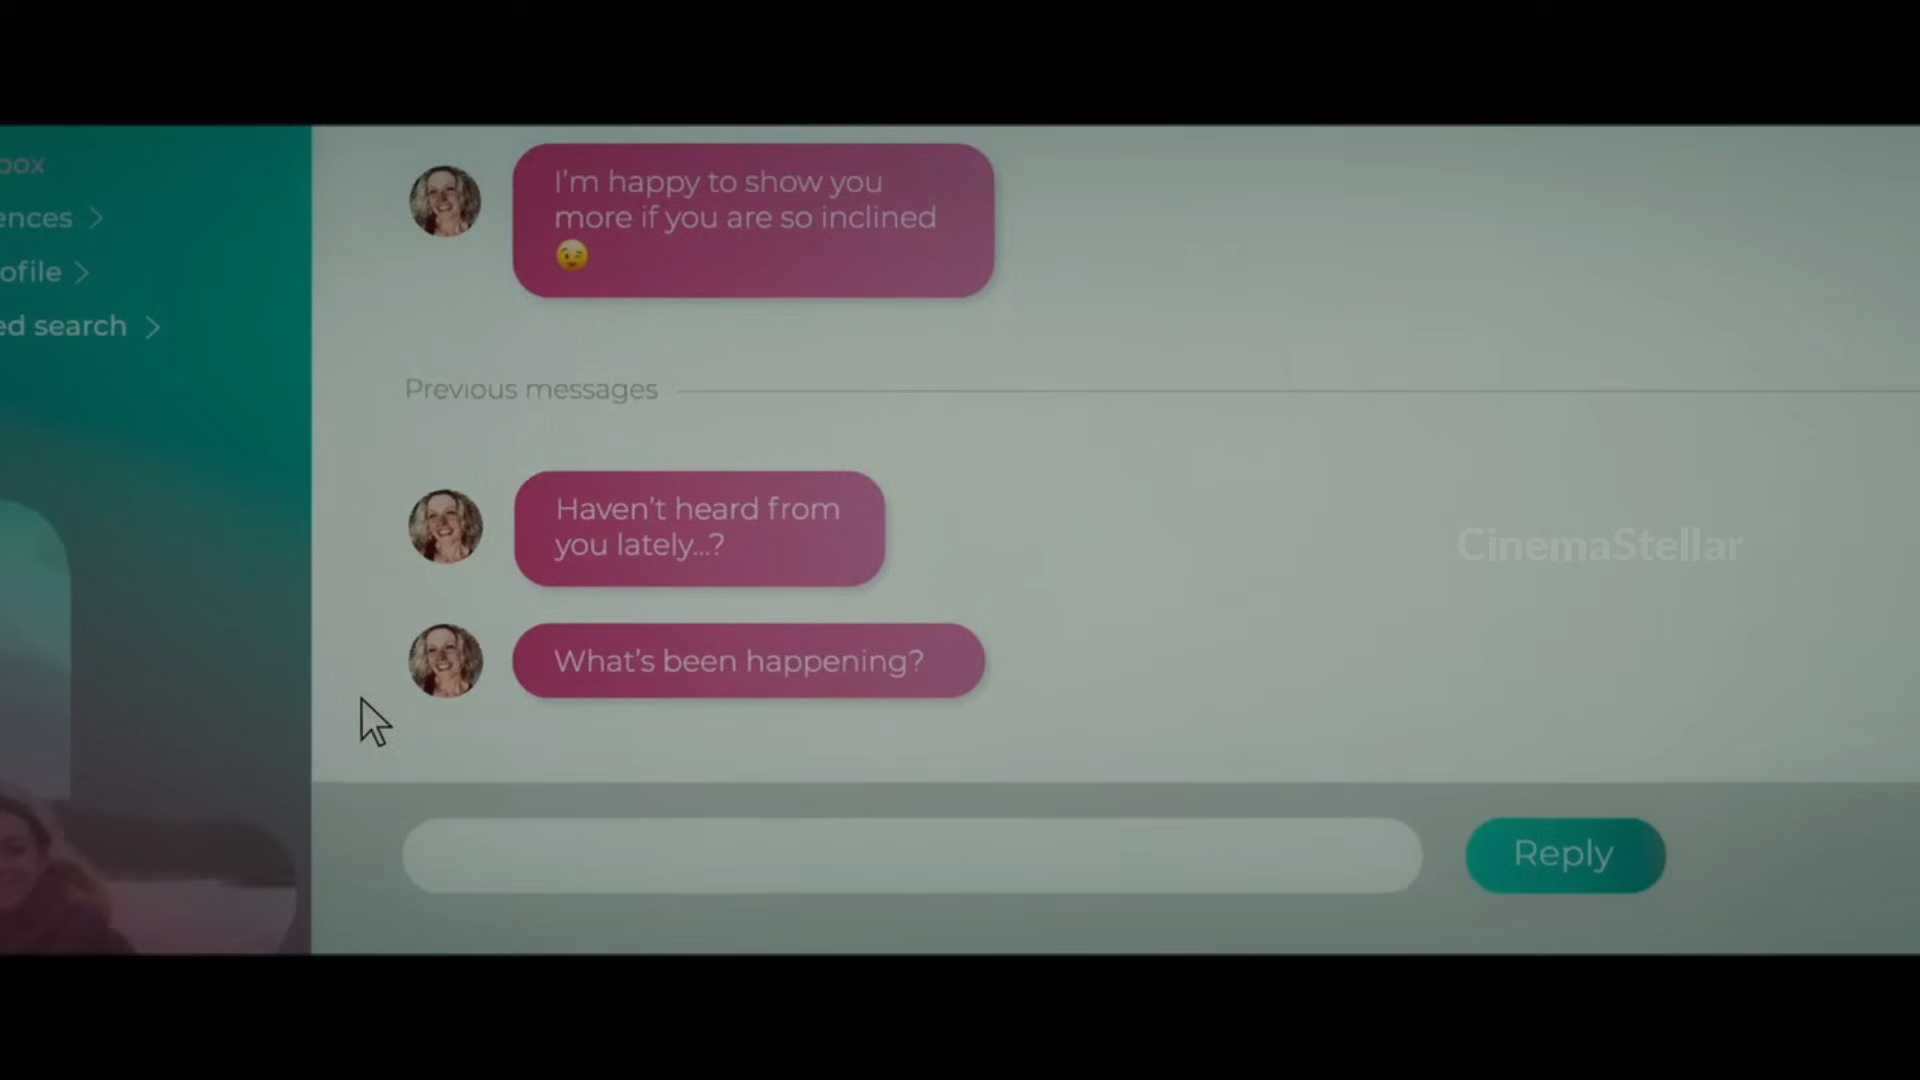 box
ences >
ofile >
ed search >
I'm happy to show you
more if you are so inclined
😉
Previous messages
Haven't heard from
you lately...?
What's been happening?
CinemaStellar
Reply